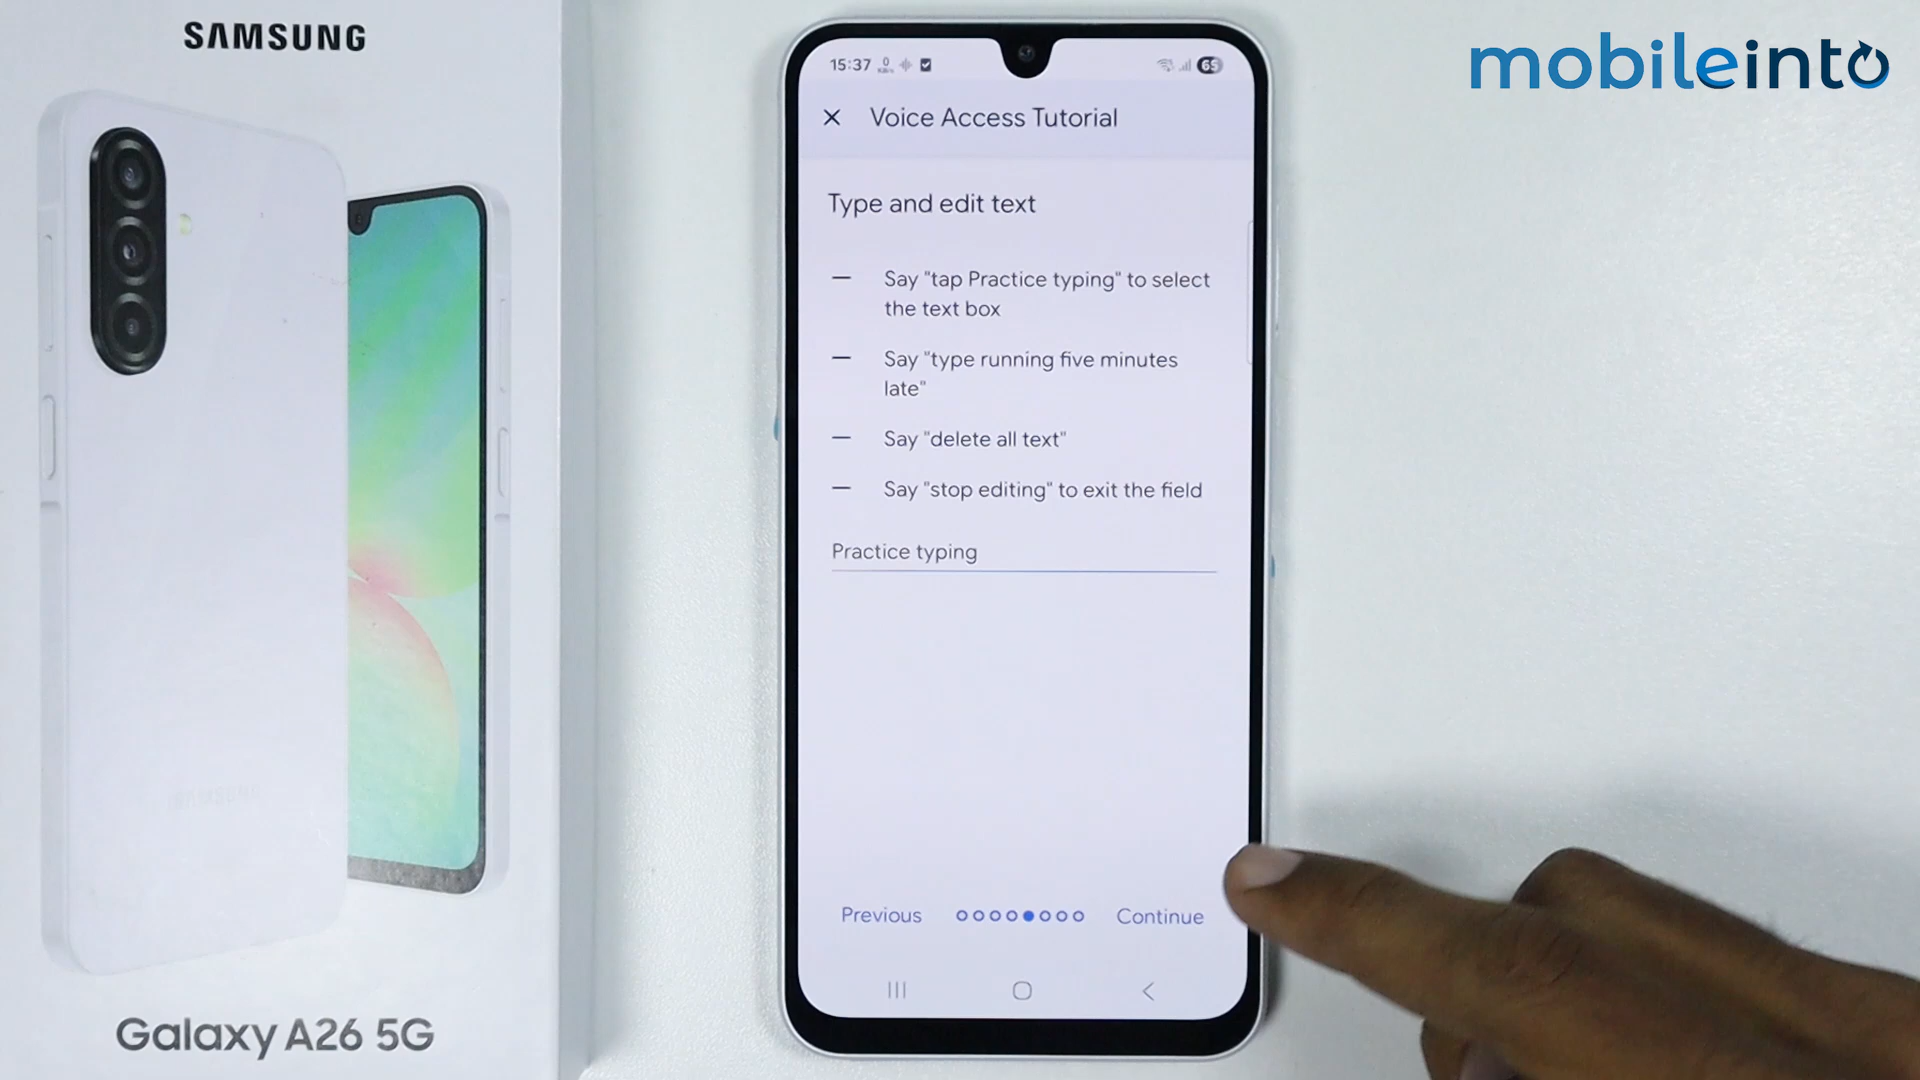 SAMSUNG
Galaxy A26 5G
mobileinto
15:37
Voice Access Tutorial
Type and edit text
— Say "tap Practice typing" to select
the text box
— Say "type running five minutes
late"
— Say "delete all text"
— Say "stop editing" to exit the field
Practice typing
Previous
Continue